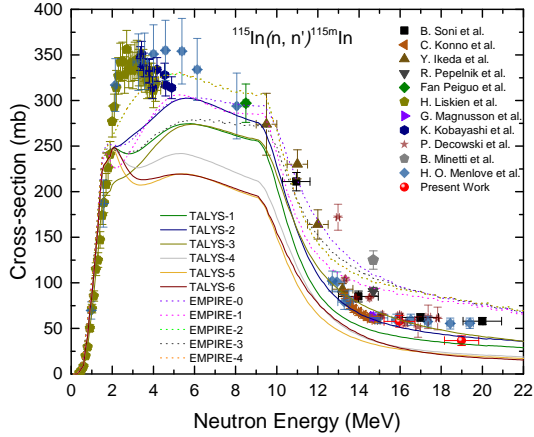 ¹¹⁵In(n, n')¹¹⁵ᵐIn
B. Soni et al.
C. Konno et al.
Y. Ikeda et al.
R. Pepelnik et al.
Fan Peiguo et al.
H. Liskien et al.
G. Magnusson et al.
K. Kobayashi et al.
P. Decowski et al.
B. Minetti et al.
H. O. Menlove et al.
Present Work
TALYS-1
TALYS-2
TALYS-3
TALYS-4
TALYS-5
TALYS-6
EMPIRE-0
EMPIRE-1
EMPIRE-2
EMPIRE-3
EMPIRE-4
Cross-section (mb)
400
350
300
250
200
150
100
50
0
0 2 4 6 8 10 12 14 16 18 20 22
Neutron Energy (MeV)